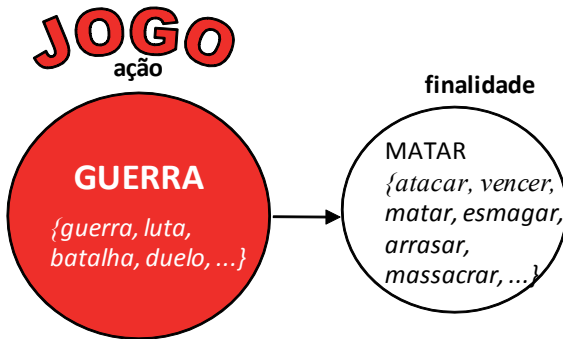 JOGO
ação
GUERRA
{guerra, luta,
batalha, duelo, ...}
finalidade
MATAR
{atacar, vencer,
matar, esmagar,
arrasar,
massacrar, ...}